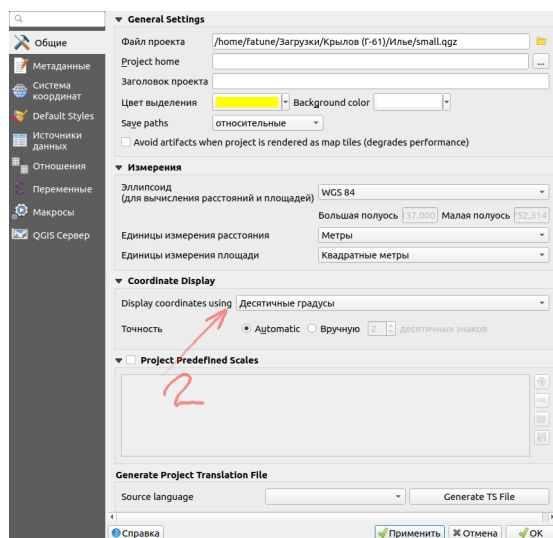 General Settings
Общие
Файл проекта /home/fatune/Загрузки/Крылов (Г-61)/Илье/small.qgz
Метаданные
Project home ...
Система координат
Заголовок проекта
Default Styles
Цвет выделения Background color
Источники данных
Save paths относительные
Avoid artifacts when project is rendered as map tiles (degrades performance)
Отношения
Измерения
Переменные
Эллипсоид
(для вычисления расстояний и площадей) WGS 84
Макросы
Большая полуось 137,000 Малая полуось 752,314
QGIS Сервер
Единицы измерения расстояния Метры
Единицы измерения площади Квадратные метры
Coordinate Display
Display coordinates using Десятичные градусы
Точность Automatic Вручную 2 десятичных знаков
Project Predefined Scales
2
Generate Project Translation File
Source language Generate TS File
Справка Применить Отмена OK